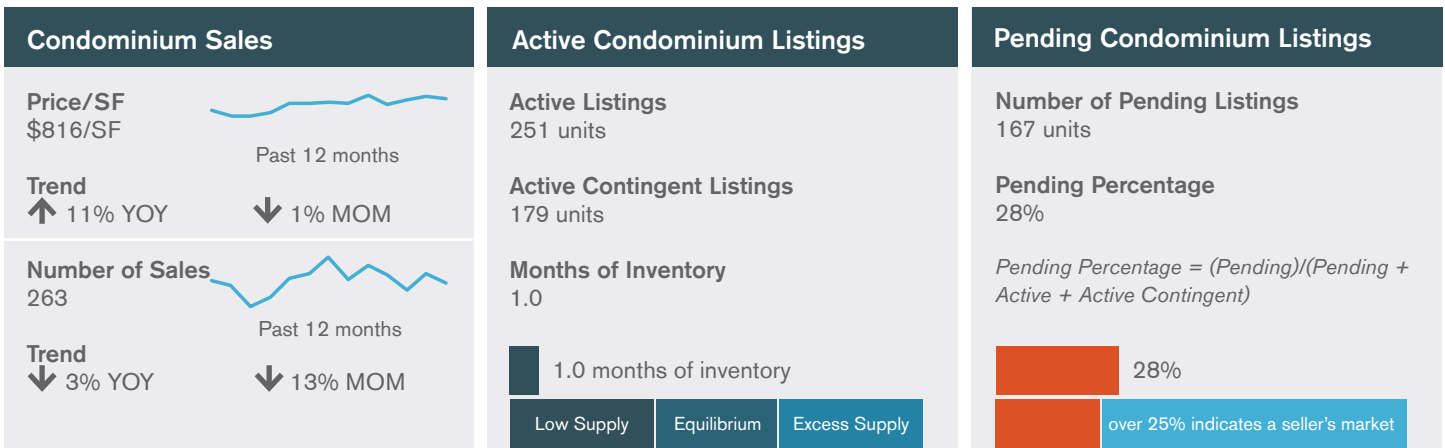 Condominium Sales
Price/SF
$816/SF
Past 12 months
Trend
11% YOY
1% MOM
Number of Sales
263
Past 12 months
Trend
3% YOY
13% MOM
Active Condominium Listings
Active Listings
251 units
Active Contingent Listings
179 units
Months of Inventory
1.0
1.0 months of inventory
Low Supply
Equilibrium
Excess Supply
Pending Condominium Listings
Number of Pending Listings
167 units
Pending Percentage
28%
Pending Percentage = (Pending)/(Pending +
Active + Active Contingent)
28%
over 25% indicates a seller's market